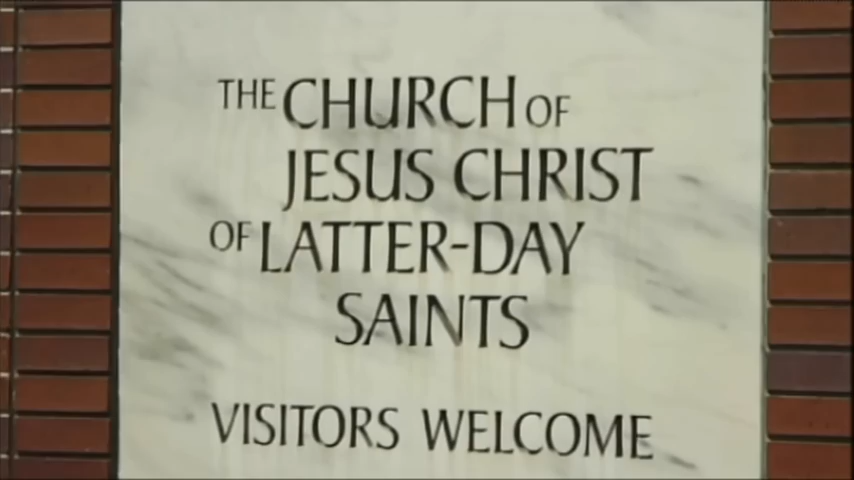 THE CHURCH OF
JESUS CHRIST
OF LATTER-DAY
SAINTS
VISITORS WELCOME